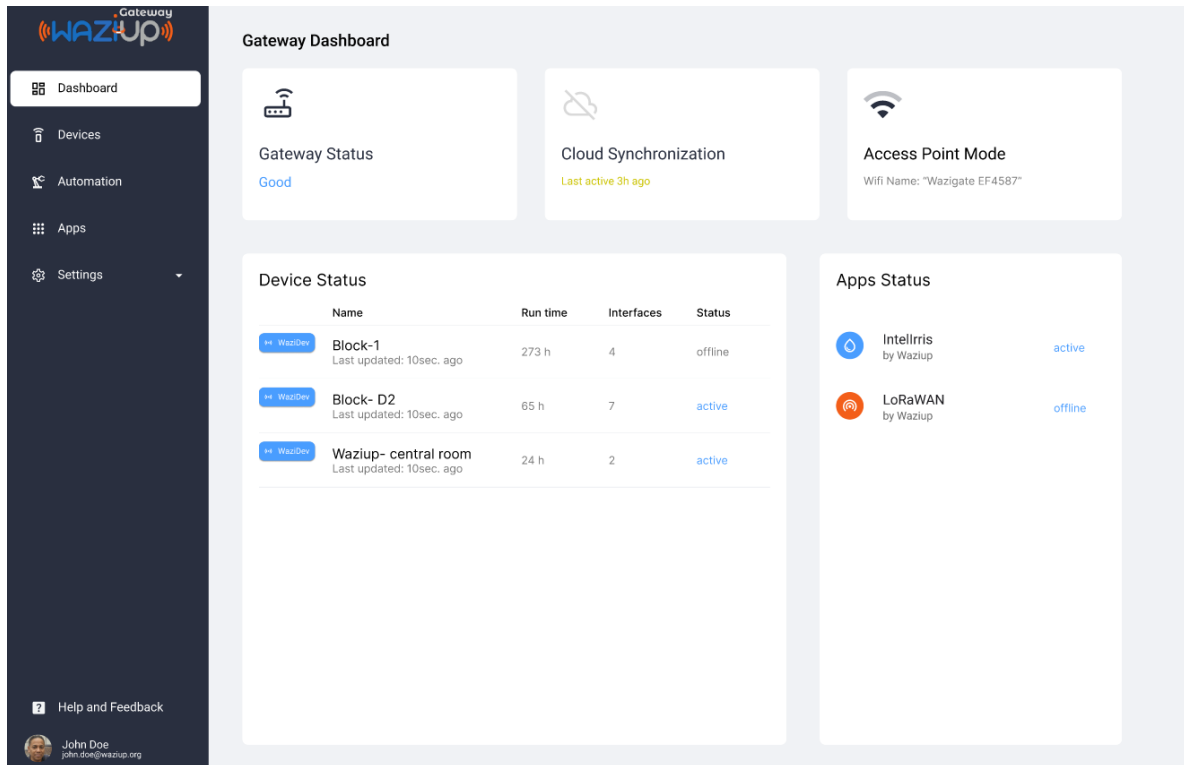 Gateway
WAZIUP
Dashboard
Devices
Automation
Apps
Settings
Help and Feedback
John Doe
john.doe@waziup.org
Gateway Dashboard
Gateway Status
Good
Cloud Synchronization
Last active 3h ago
Access Point Mode
Wifi Name: "Wazigate EF4587"
Device Status
Name Run time Interfaces Status
WaziDev Block-1 273 h 4 offline
Last updated: 10sec. ago
WaziDev Block- D2 65 h 7 active
Last updated: 10sec. ago
WaziDev Waziup- central room 24 h 2 active
Last updated: 10sec. ago
Apps Status
IntelIrris active
by Waziup
LoRaWAN offline
by Waziup